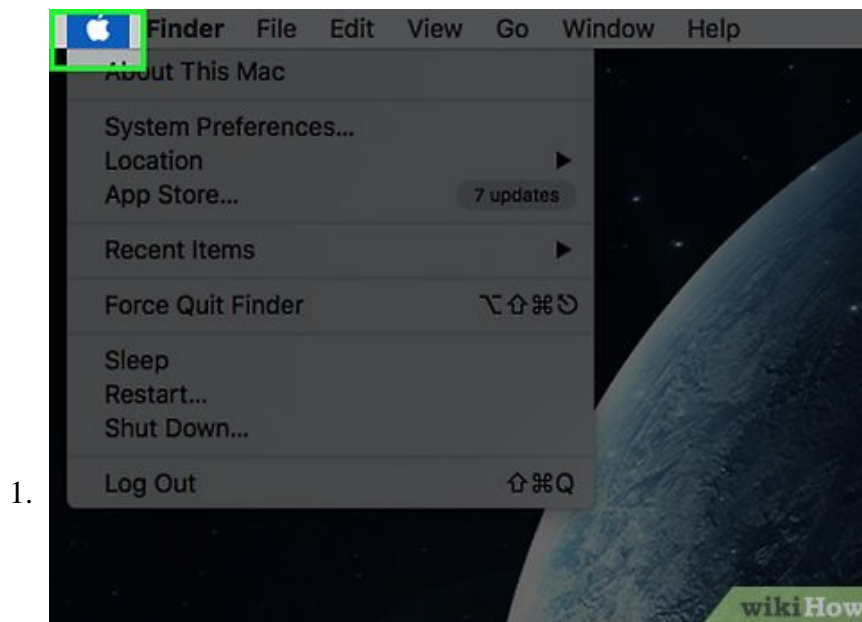 Finder File Edit View Go Window Help
About This Mac
System Preferences...
Location
App Store... 7 updates
Recent Items
Force Quit Finder ⌥⇧⌘⎋
Sleep
Restart...
Shut Down...
1.
Log Out ⇧⌘Q
wikiHow